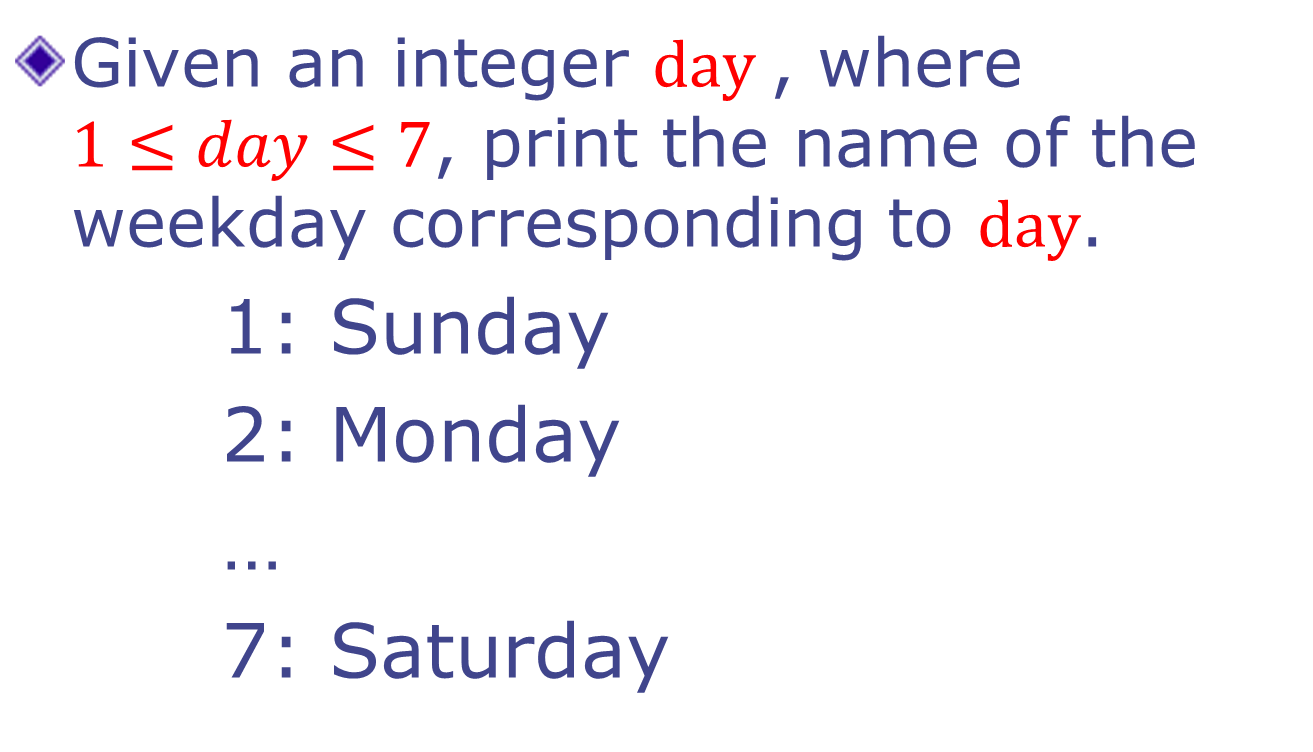 Given an integer day , where
1 ≤ day ≤ 7, print the name of the
weekday corresponding to day.
1: Sunday
2: Monday
…
7: Saturday